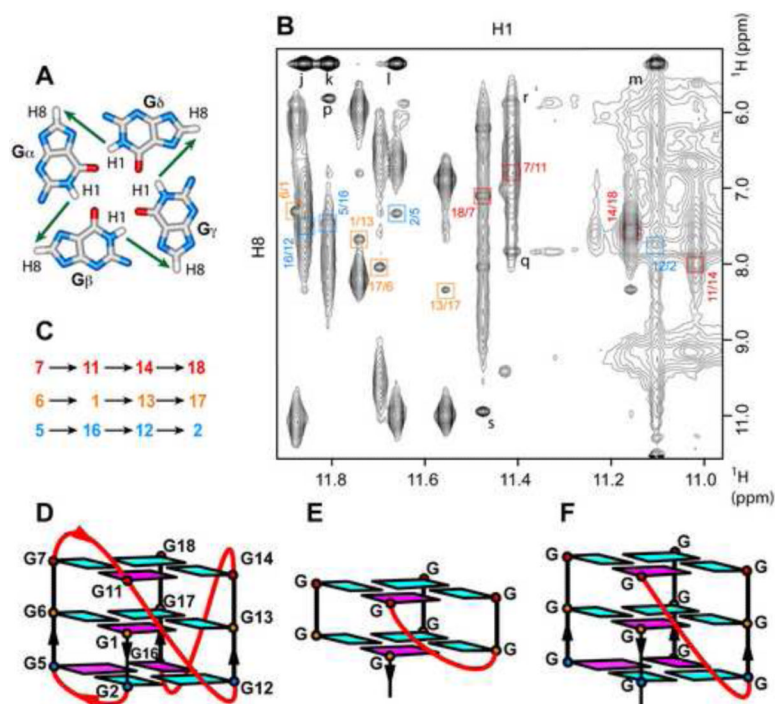 A
H8
Gδ
H8
Gα
H1
H1
H1
H1
Gγ
H8
Gβ
H8
B
H1
¹H (ppm)
j
k
l
m
p
r
6.0
7.0
8.0
9.0
10.0
11.0
H8
6/1
16/12
5/16
1/13
17/6
2/5
13/17
18/7
7/11
14/18
12/2
11/14
q
s
11.8
11.6
11.4
11.2
11.0
¹H
(ppm)
C
7 → 11 → 14 → 18
6 → 1 → 13 → 17
5 → 16 → 12 → 2
D
G7
G18
G14
G11
G6
G17
G13
G1
G5
G16
G2
G12
E
G
G
G
G
G
G
G
G
F
G
G
G
G
G
G
G
G
G
G
G
G